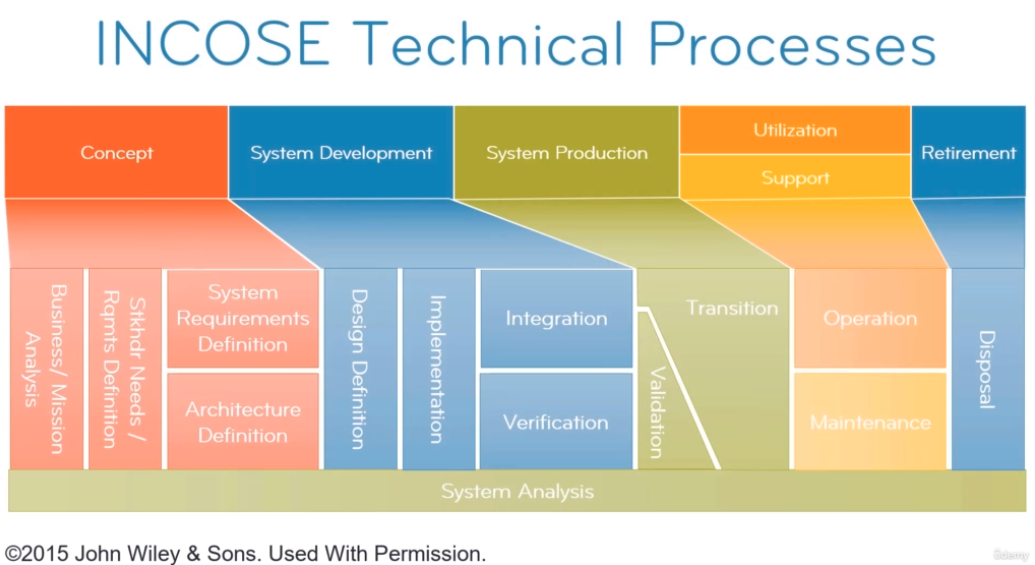 INCOSE Technical Processes
Concept
System Development
System Production
Utilization
Support
Retirement
Business/ Mission
Analysis
Stkhdr Needs /
Rqmts Definition
System
Requirements
Definition
Architecture
Definition
Design Definition
Implementation
Integration
Verification
Validation
Transition
Operation
Maintenance
Disposal
System Analysis
©2015 John Wiley & Sons. Used With Permission.
Udemy